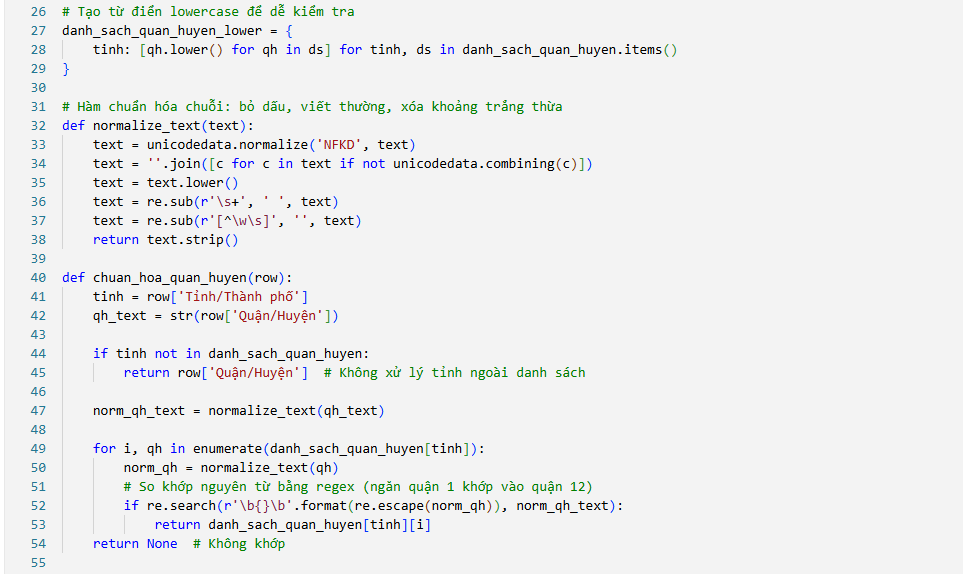 26 # Tạo từ điển lowercase để dễ kiểm tra
27 danh_sach_quan_huyen_lower = {
28     tinh: [qh.lower() for qh in ds] for tinh, ds in danh_sach_quan_huyen.items()
29 }
30
31 # Hàm chuẩn hóa chuỗi: bỏ dấu, viết thường, xóa khoảng trắng thừa
32 def normalize_text(text):
33     text = unicodedata.normalize('NFKD', text)
34     text = ''.join([c for c in text if not unicodedata.combining(c)])
35     text = text.lower()
36     text = re.sub(r'\s+', ' ', text)
37     text = re.sub(r'[^\w\s]', '', text)
38     return text.strip()
39
40 def chuan_hoa_quan_huyen(row):
41     tinh = row['Tỉnh/Thành phố']
42     qh_text = str(row['Quận/Huyện'])
43
44     if tinh not in danh_sach_quan_huyen:
45         return row['Quận/Huyện']  # Không xử lý tỉnh ngoài danh sách
46
47     norm_qh_text = normalize_text(qh_text)
48
49     for i, qh in enumerate(danh_sach_quan_huyen[tinh]):
50         norm_qh = normalize_text(qh)
51         # So khớp nguyên từ bằng regex (ngăn quận 1 khớp vào quận 12)
52         if re.search(r'\b{}\b'.format(re.escape(norm_qh)), norm_qh_text):
53             return danh_sach_quan_huyen[tinh][i]
54     return None  # Không khớp
55